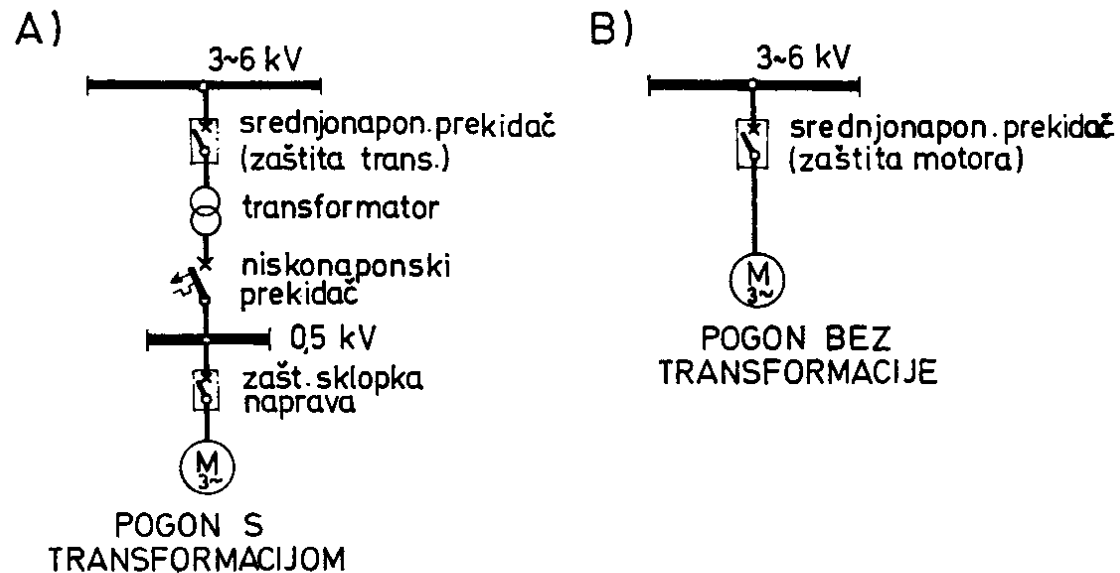 A)
3~6 kV
srednjonapon.prekidač
(zaštita trans.)
transformator
niskonaponski
prekidač
0,5 kV
zašt.sklopka
naprava
M
3~
POGON S
TRANSFORMACIJOM
B)
3~6 kV
srednjonapon.prekidač
(zaštita motora)
M
3~
POGON BEZ
TRANSFORMACIJE